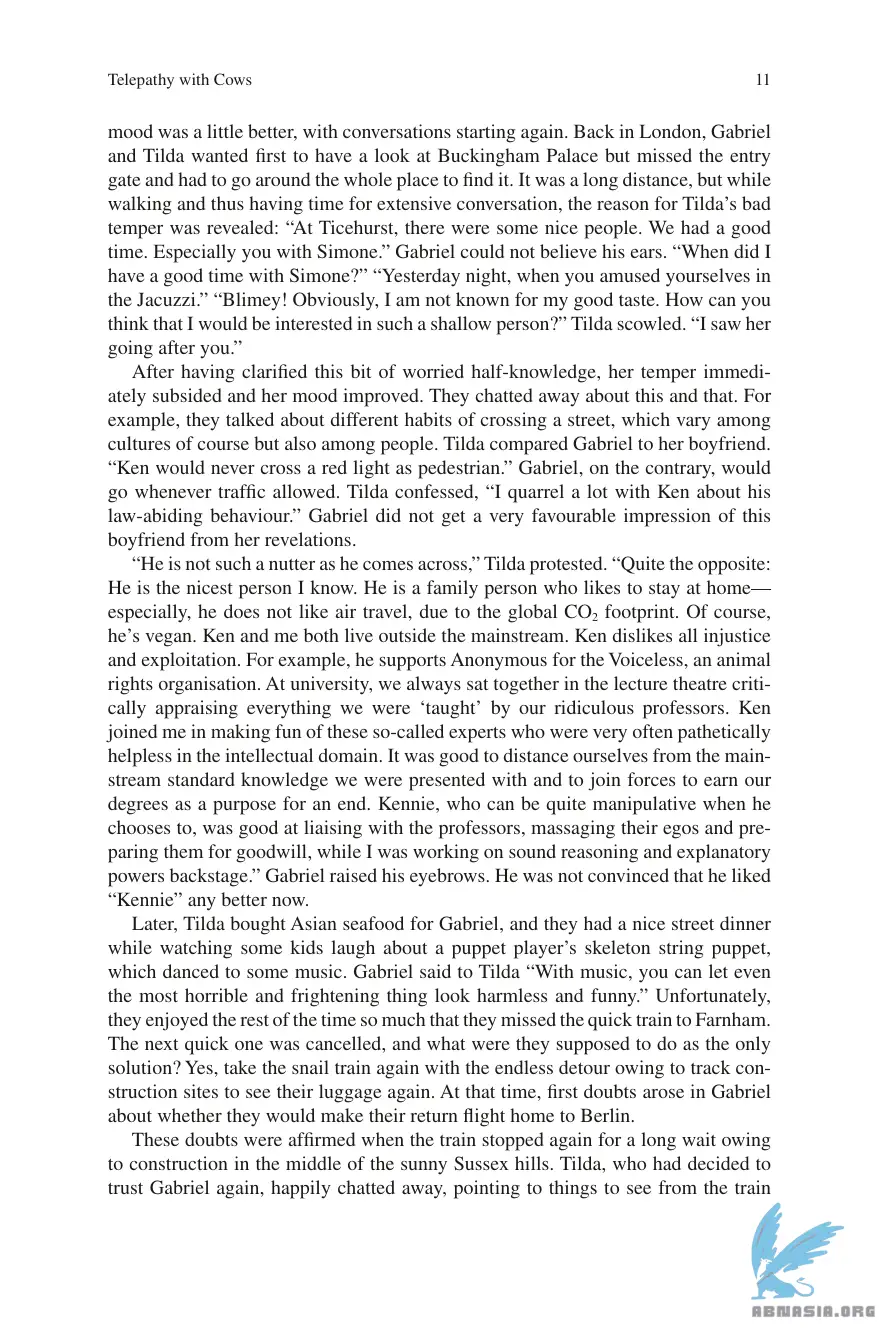 Telepathy with Cows 11
mood was a little better, with conversations starting again. Back in London, Gabriel
and Tilda wanted first to have a look at Buckingham Palace but missed the entry
gate and had to go around the whole place to find it. It was a long distance, but while
walking and thus having time for extensive conversation, the reason for Tilda’s bad
temper was revealed: “At Ticehurst, there were some nice people. We had a good
time. Especially you with Simone.” Gabriel could not believe his ears. “When did I
have a good time with Simone?” “Yesterday night, when you amused yourselves in
the Jacuzzi.” “Blimey! Obviously, I am not known for my good taste. How can you
think that I would be interested in such a shallow person?” Tilda scowled. “I saw her
going after you.”
After having clarified this bit of worried half-knowledge, her temper immedi-
ately subsided and her mood improved. They chatted away about this and that. For
example, they talked about different habits of crossing a street, which vary among
cultures of course but also among people. Tilda compared Gabriel to her boyfriend.
“Ken would never cross a red light as pedestrian.” Gabriel, on the contrary, would
go whenever traffic allowed. Tilda confessed, “I quarrel a lot with Ken about his
law-abiding behaviour.” Gabriel did not get a very favourable impression of this
boyfriend from her revelations.
“He is not such a nutter as he comes across,” Tilda protested. “Quite the opposite:
He is the nicest person I know. He is a family person who likes to stay at home—
especially, he does not like air travel, due to the global CO₂ footprint. Of course,
he’s vegan. Ken and me both live outside the mainstream. Ken dislikes all injustice
and exploitation. For example, he supports Anonymous for the Voiceless, an animal
rights organisation. At university, we always sat together in the lecture theatre criti-
cally appraising everything we were ‘taught’ by our ridiculous professors. Ken
joined me in making fun of these so-called experts who were very often pathetically
helpless in the intellectual domain. It was good to distance ourselves from the main-
stream standard knowledge we were presented with and to join forces to earn our
degrees as a purpose for an end. Kennie, who can be quite manipulative when he
chooses to, was good at liaising with the professors, massaging their egos and pre-
paring them for goodwill, while I was working on sound reasoning and explanatory
powers backstage.” Gabriel raised his eyebrows. He was not convinced that he liked
“Kennie” any better now.
Later, Tilda bought Asian seafood for Gabriel, and they had a nice street dinner
while watching some kids laugh about a puppet player’s skeleton string puppet,
which danced to some music. Gabriel said to Tilda “With music, you can let even
the most horrible and frightening thing look harmless and funny.” Unfortunately,
they enjoyed the rest of the time so much that they missed the quick train to Farnham.
The next quick one was cancelled, and what were they supposed to do as the only
solution? Yes, take the snail train again with the endless detour owing to track con-
struction sites to see their luggage again. At that time, first doubts arose in Gabriel
about whether they would make their return flight home to Berlin.
These doubts were affirmed when the train stopped again for a long wait owing
to construction in the middle of the sunny Sussex hills. Tilda, who had decided to
trust Gabriel again, happily chatted away, pointing to things to see from the train
ABNASIA.ORG